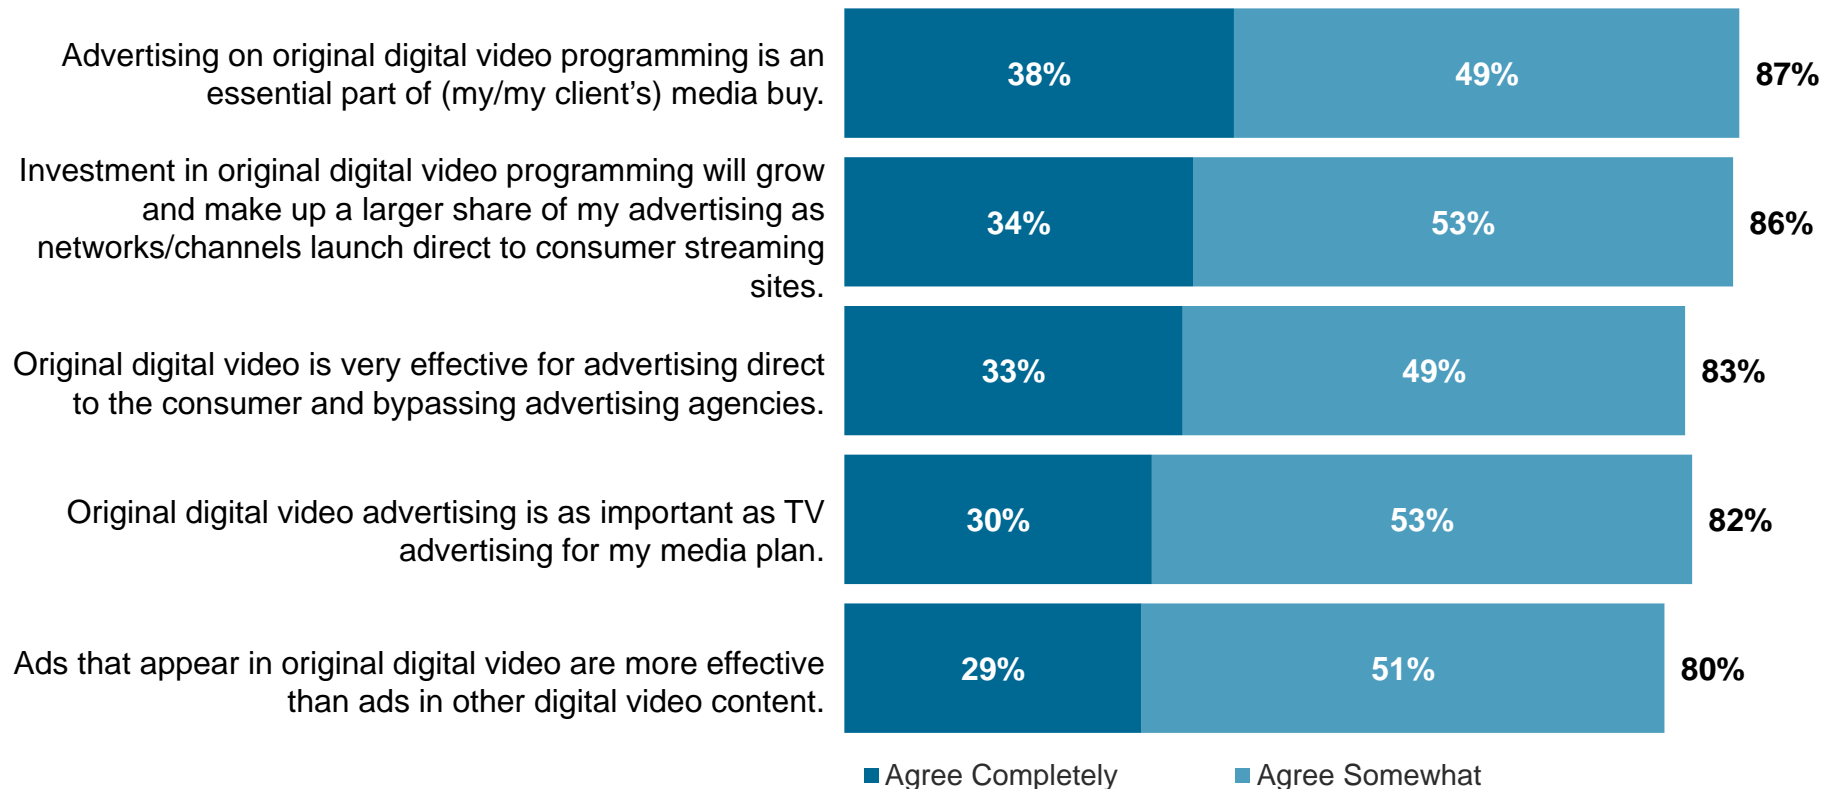 Advertising on original digital video programming is an
essential part of (my/my client’s) media buy.
38%
49%
87%
Investment in original digital video programming will grow
and make up a larger share of my advertising as
networks/channels launch direct to consumer streaming
sites.
34%
53%
86%
Original digital video is very effective for advertising direct
to the consumer and bypassing advertising agencies.
33%
49%
83%
Original digital video advertising is as important as TV
advertising for my media plan.
30%
53%
82%
Ads that appear in original digital video are more effective
than ads in other digital video content.
29%
51%
80%
Agree Completely
Agree Somewhat